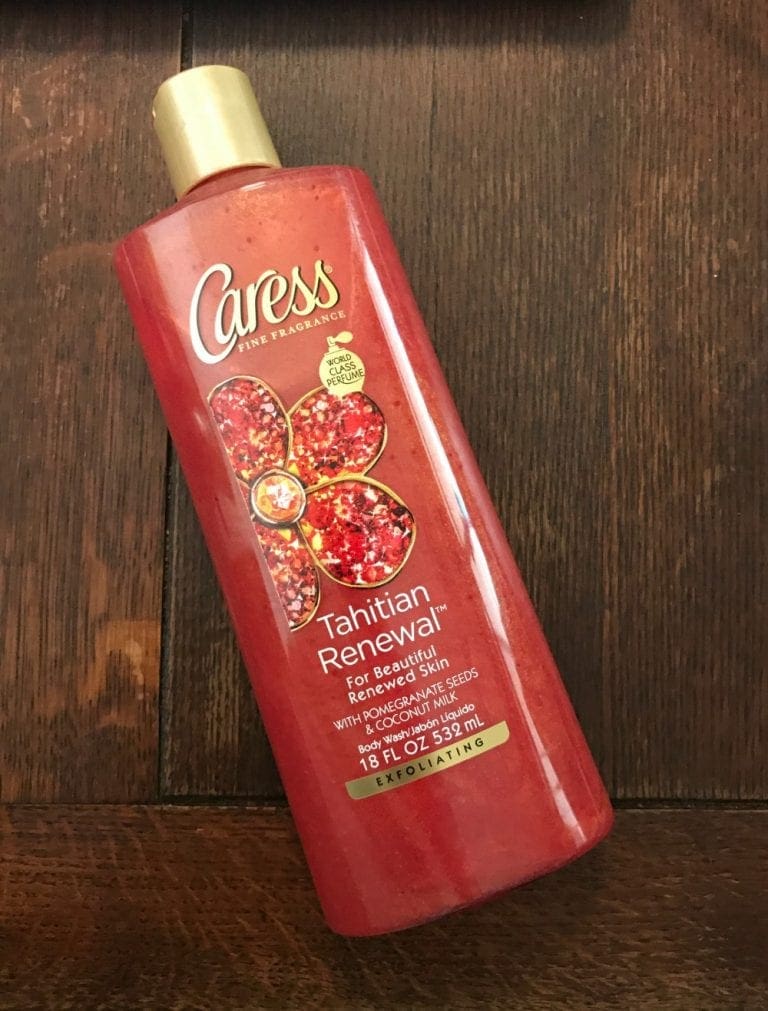 Caress®
FINE FRAGRANCE
WORLD
CLASS
PERFUME
Tahitian
Renewal™
For Beautiful
Renewed Skin
WITH POMEGRANATE SEEDS
& COCONUT MILK
Body Wash/Jabón Líquido
18 FL OZ 532 mL
EXFOLIATING